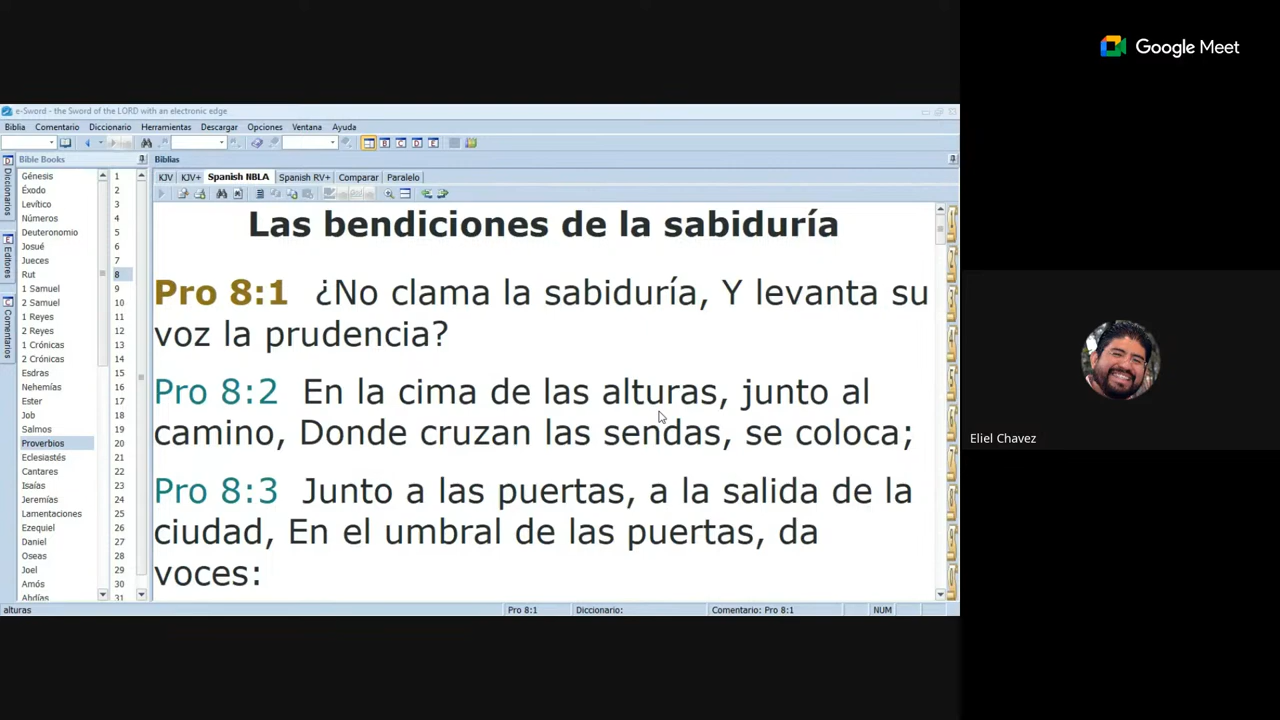 Google Meet
e-Sword - the Sword of the LORD with an electronic edge
Biblia Comentario Diccionario Herramientas Descargar Opciones Ventana Ayuda
B C D E
Bible Books
Biblias
KJV KJV+ Spanish NBLA Spanish RV+ Comparar Paralelo
Diccionarios
Editores
Comentarios
Génesis 1
Éxodo 2
Levítico 3
Números 4
Deuteronomio 5
Josué 6
Jueces 7
Rut 8
1 Samuel 9
2 Samuel 10
1 Reyes 11
2 Reyes 12
1 Crónicas 13
2 Crónicas 14
Esdras 15
Nehemías 16
Ester 17
Job 18
Salmos 19
Proverbios 20
Eclesiastés 21
Cantares 22
Isaías 23
Jeremías 24
Lamentaciones 25
Ezequiel 26
Daniel 27
Oseas 28
Joel 29
Amós 30
Abdías 31
Las bendiciones de la sabiduría
Pro 8:1 ¿No clama la sabiduría, Y levanta su
voz la prudencia?
Pro 8:2 En la cima de las alturas, junto al
camino, Donde cruzan las sendas, se coloca;
Pro 8:3 Junto a las puertas, a la salida de la
ciudad, En el umbral de las puertas, da
voces:
alturas
Pro 8:1
Diccionario:
Comentario: Pro 8:1
NUM
Eliel Chavez